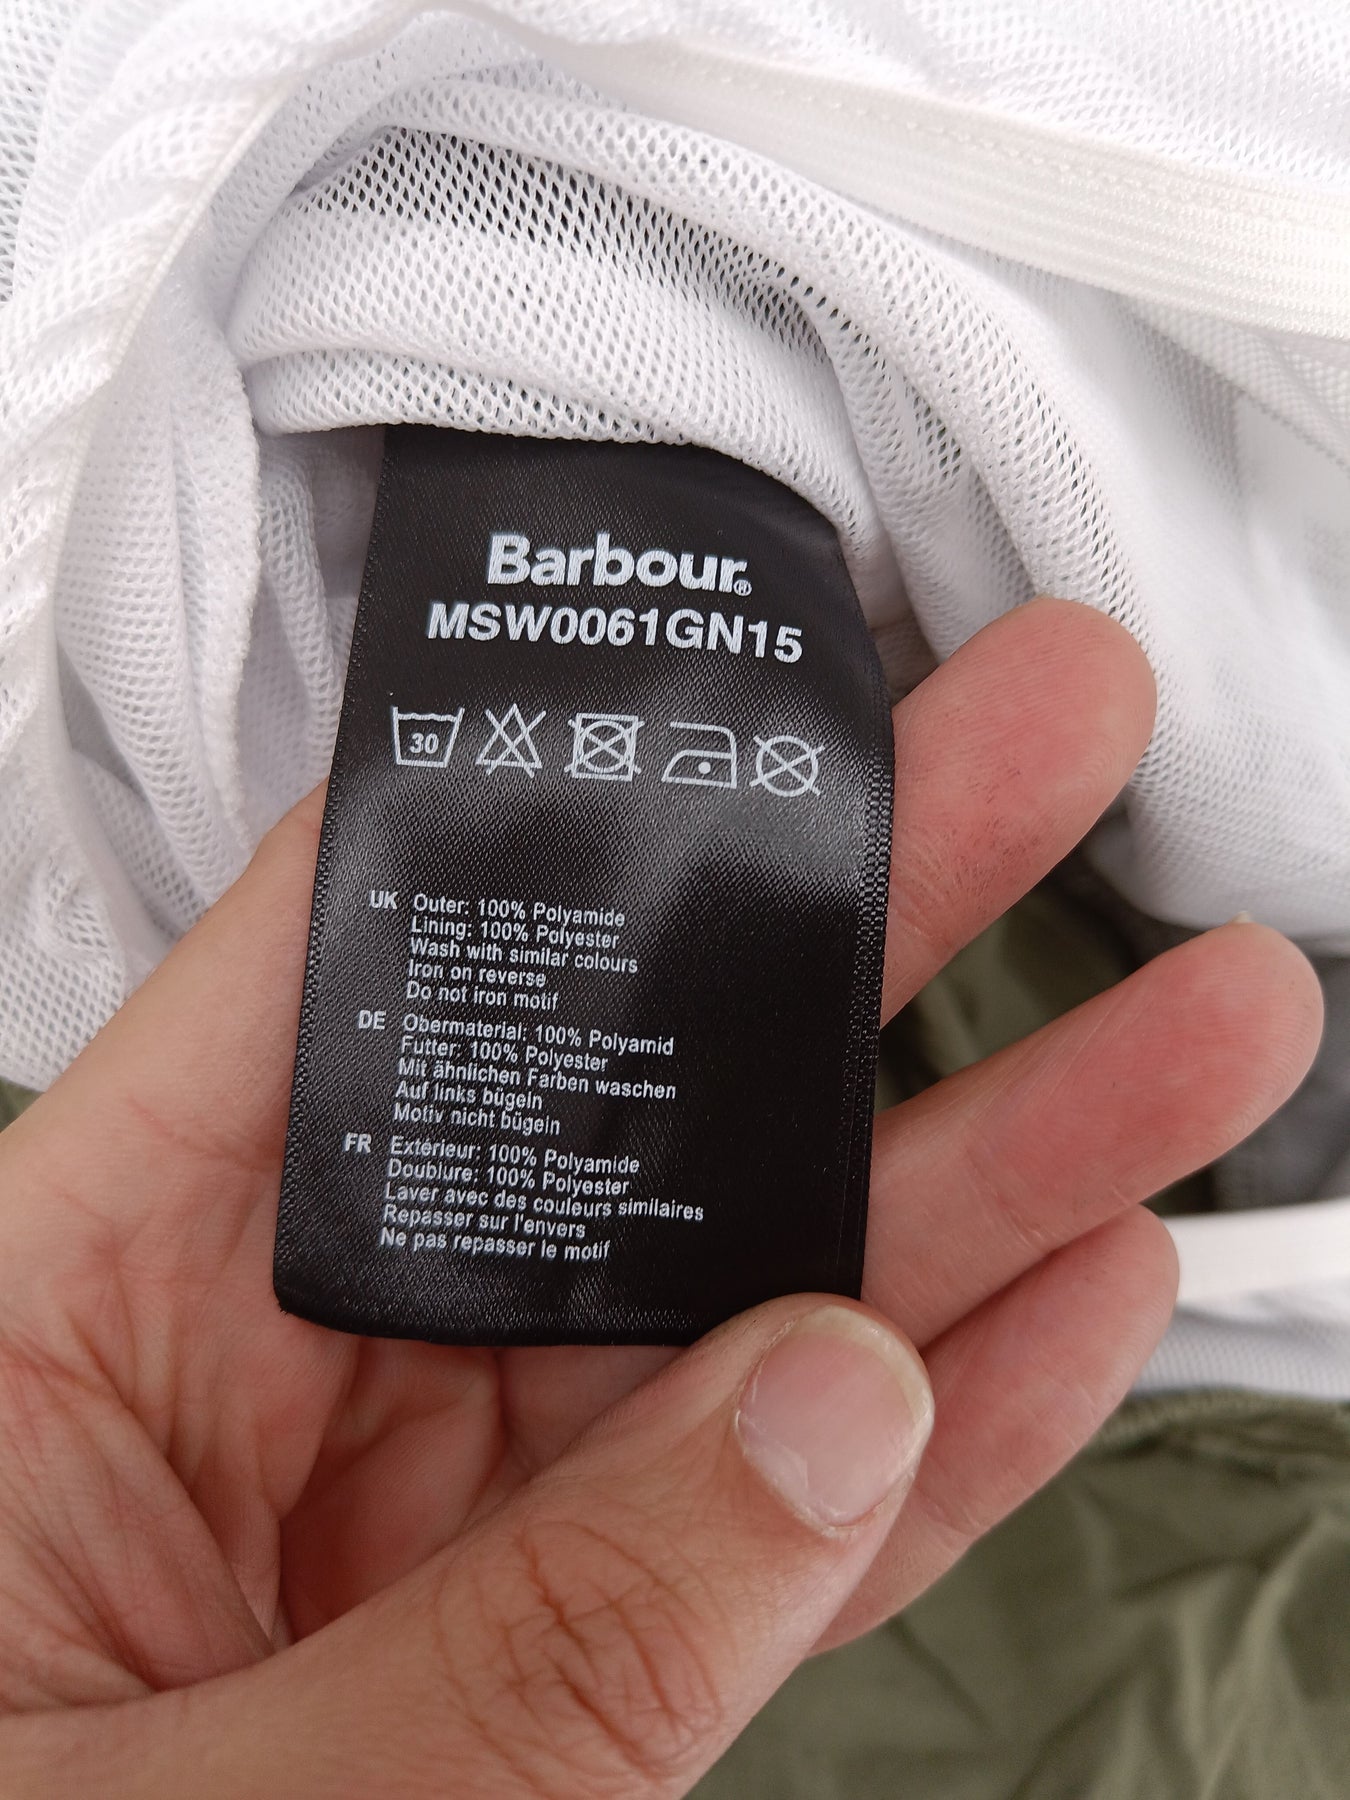 Barbour®
MSW0061GN15
30
UK Outer: 100% Polyamide
Lining: 100% Polyester
Wash with similar colours
Iron on reverse
Do not iron motif
DE Obermaterial: 100% Polyamid
Futter: 100% Polyester
Mit ähnlichen Farben waschen
Auf links bügeln
Motiv nicht bügeln
FR Extérieur: 100% Polyamide
Doublure: 100% Polyester
Laver avec des couleurs similaires
Repasser sur l'envers
Ne pas repasser le motif